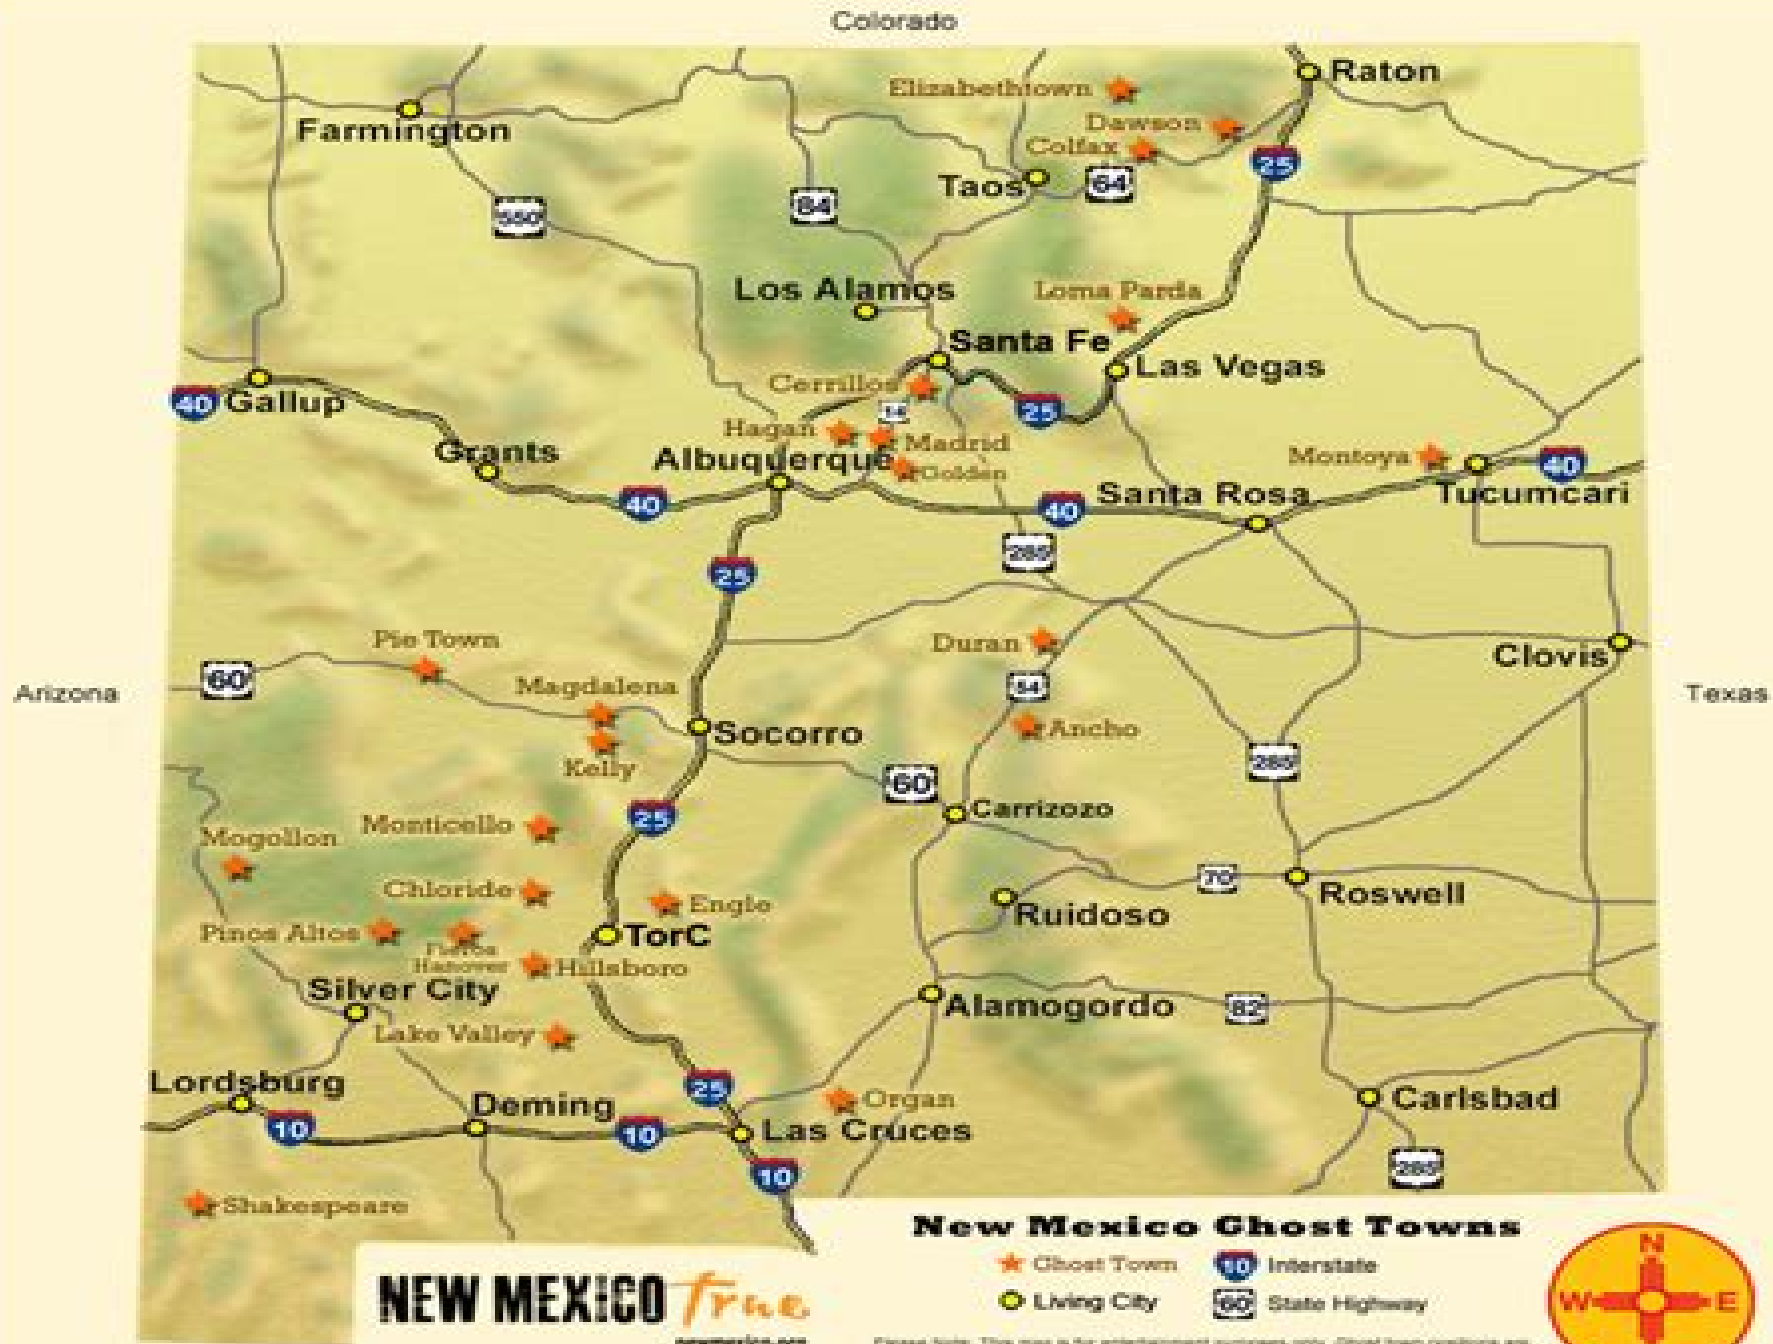 Colorado
Raton
Elizabethtown
Dawson
Farmington
Colfax
25
Taos
64
84
550
Los Alamos
Loma Parda
Santa Fe
Las Vegas
Cerrillos
40
Gallup
14
25
Hagan
Madrid
Grants
Albuquerque
Montoya
40
Golden
Santa Rosa
Tucumcari
40
40
285
25
Pie Town
Duran
Clovis
60
Arizona
Magdalena
54
Texas
Socorro
Ancho
Kelly
285
60
Carrizozo
25
Monticello
Mogollon
70
Chloride
Engle
Roswell
Ruidoso
Pinos Altos
TorC
Hanover
Hillsboro
Silver City
Alamogordo
82
Lake Valley
Lordsburg
25
Organ
Carlsbad
Deming
10
10
Las Cruces
285
10
Shakespeare
New Mexico Ghost Towns
N
Ghost Town
10 Interstate
NEW MEXICO True
Living City
60 State Highway
W
E
newmexico.org